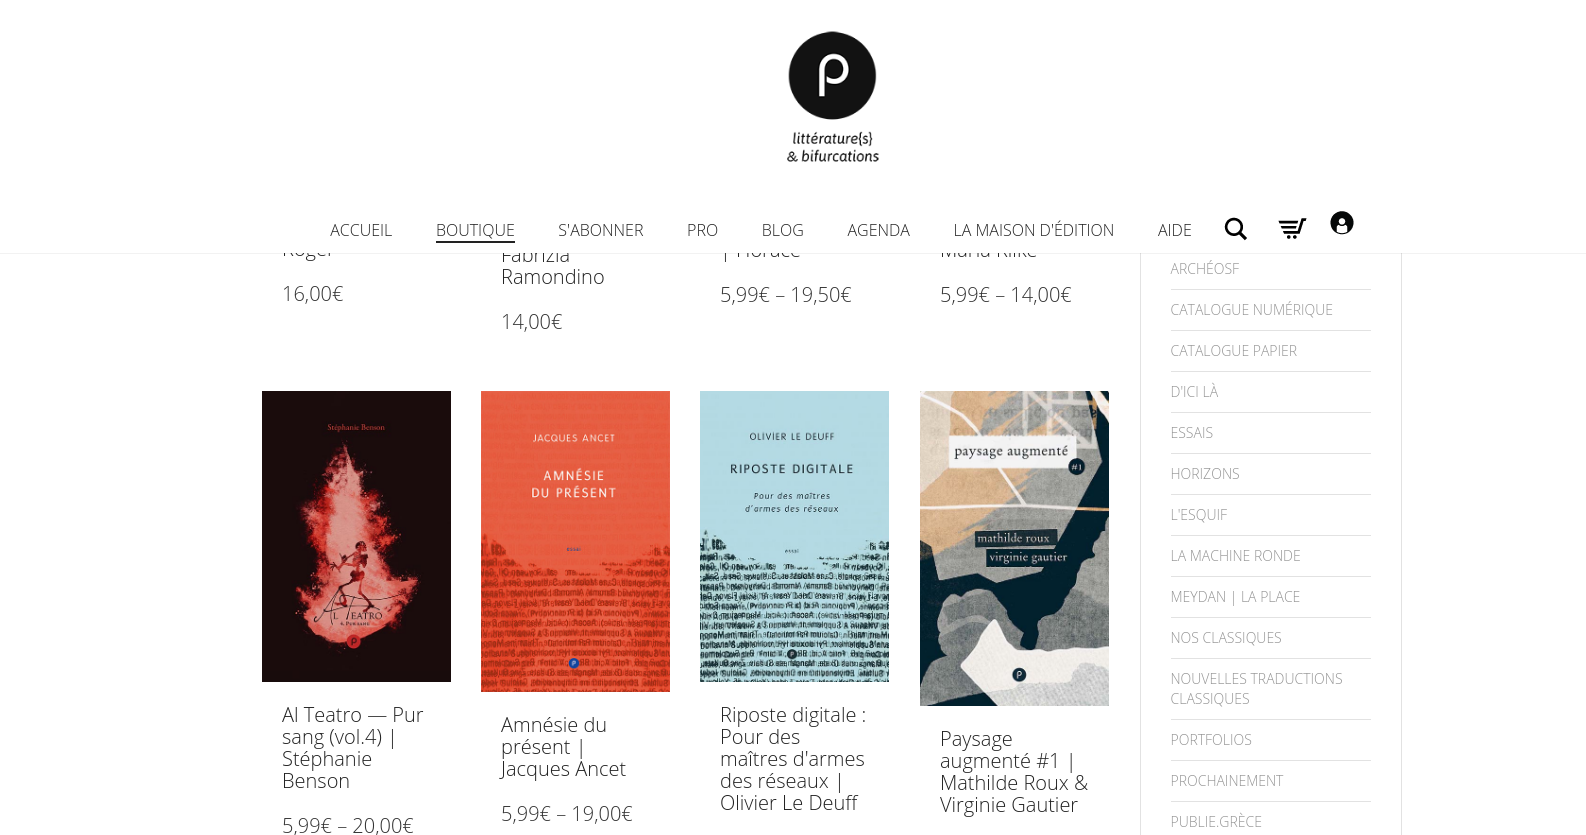 littérature{s}
& bifurcations
ACCUEIL BOUTIQUE S'ABONNER PRO BLOG AGENDA LA MAISON D'ÉDITION AIDE
Fabrizia
Ramondino
16,00€
14,00€
5,99€ – 19,50€
5,99€ – 14,00€
Stéphanie Benson
AL TEATRO
JACQUES ANCET
AMNÉSIE
DU PRÉSENT
OLIVIER LE DEUFF
RIPOSTE DIGITALE
Pour des maîtres
d'armes des réseaux
paysage augmenté
#1
mathilde roux
virginie gautier
Al Teatro — Pur
sang (vol.4) |
Stéphanie
Benson
5,99€ – 20,00€
Amnésie du
présent |
Jacques Ancet
5,99€ – 19,00€
Riposte digitale :
Pour des
maîtres d'armes
des réseaux |
Olivier Le Deuff
Paysage
augmenté #1 |
Mathilde Roux &
Virginie Gautier
ARCHÉOSF
CATALOGUE NUMÉRIQUE
CATALOGUE PAPIER
D'ICI LÀ
ESSAIS
HORIZONS
L'ESQUIF
LA MACHINE RONDE
MEYDAN | LA PLACE
NOS CLASSIQUES
NOUVELLES TRADUCTIONS
CLASSIQUES
PORTFOLIOS
PROCHAINEMENT
PUBLIE.GRÈCE